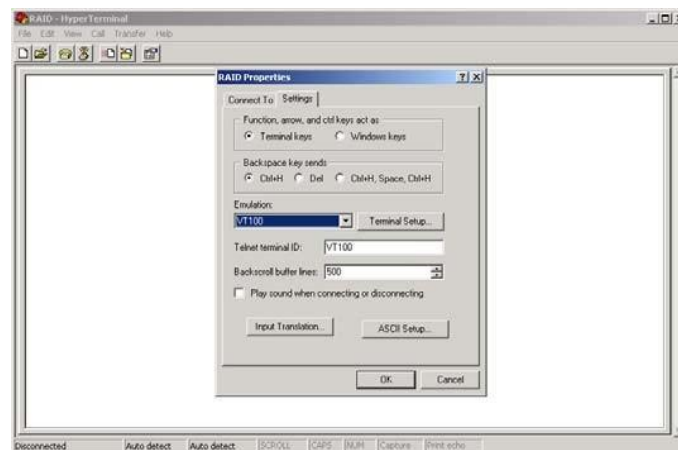 RAID - HyperTerminal
File Edit View Call Transfer Help
RAID Properties
Connect To Settings
Function, arrow, and ctrl keys act as
Terminal keys Windows keys
Backspace key sends
Ctrl+H Del Ctrl+H, Space, Ctrl+H
Emulation:
VT100 Terminal Setup...
Telnet terminal ID: VT100
Backscroll buffer lines: 500
Play sound when connecting or disconnecting
Input Translation... ASCII Setup...
OK Cancel
Disconnected Auto detect Auto detect SCROLL CAPS NUM Capture Print echo